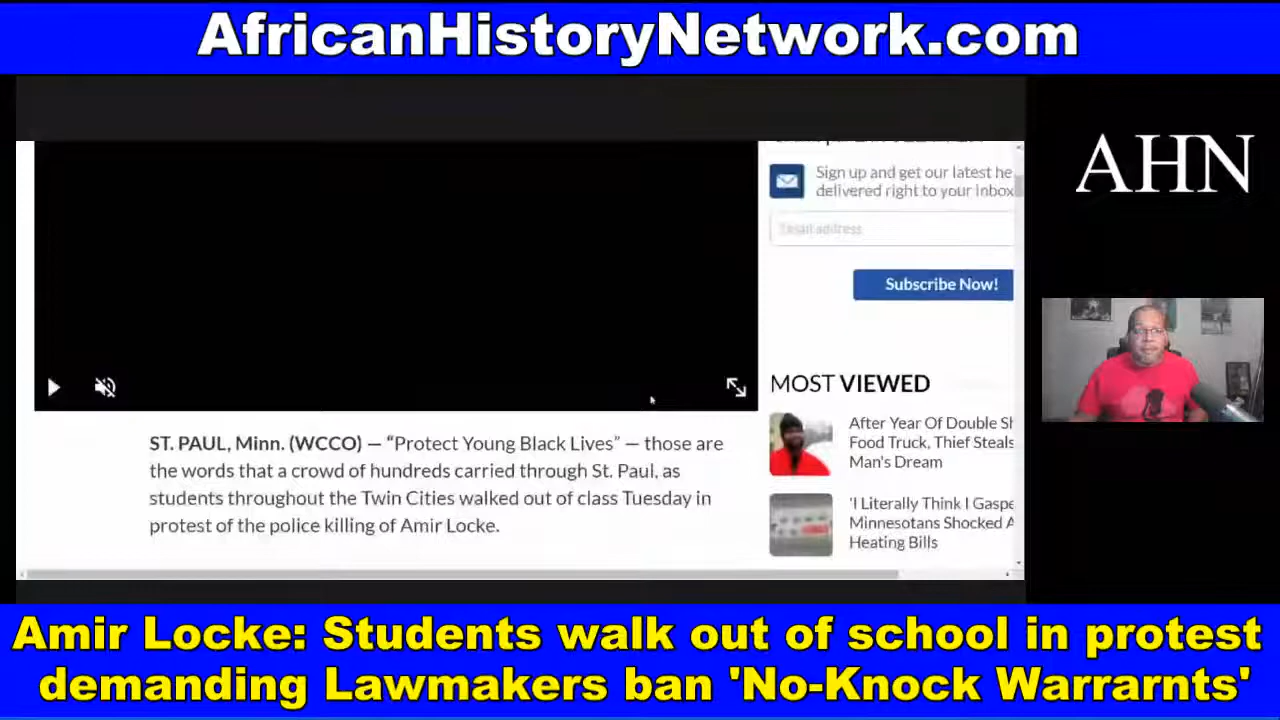 AfricanHistoryNetwork.com
AHN
Sign up and get our latest he
delivered right to your inbox
Email address
Subscribe Now!
MOST VIEWED
After Year Of Double Sh
Food Truck, Thief Steals
Man's Dream
'I Literally Think I Gaspe
Minnesotans Shocked A
Heating Bills
ST. PAUL, Minn. (WCCO) — “Protect Young Black Lives” — those are
the words that a crowd of hundreds carried through St. Paul, as
students throughout the Twin Cities walked out of class Tuesday in
protest of the police killing of Amir Locke.
Amir Locke: Students walk out of school in protest
demanding Lawmakers ban 'No-Knock Warrarnts'